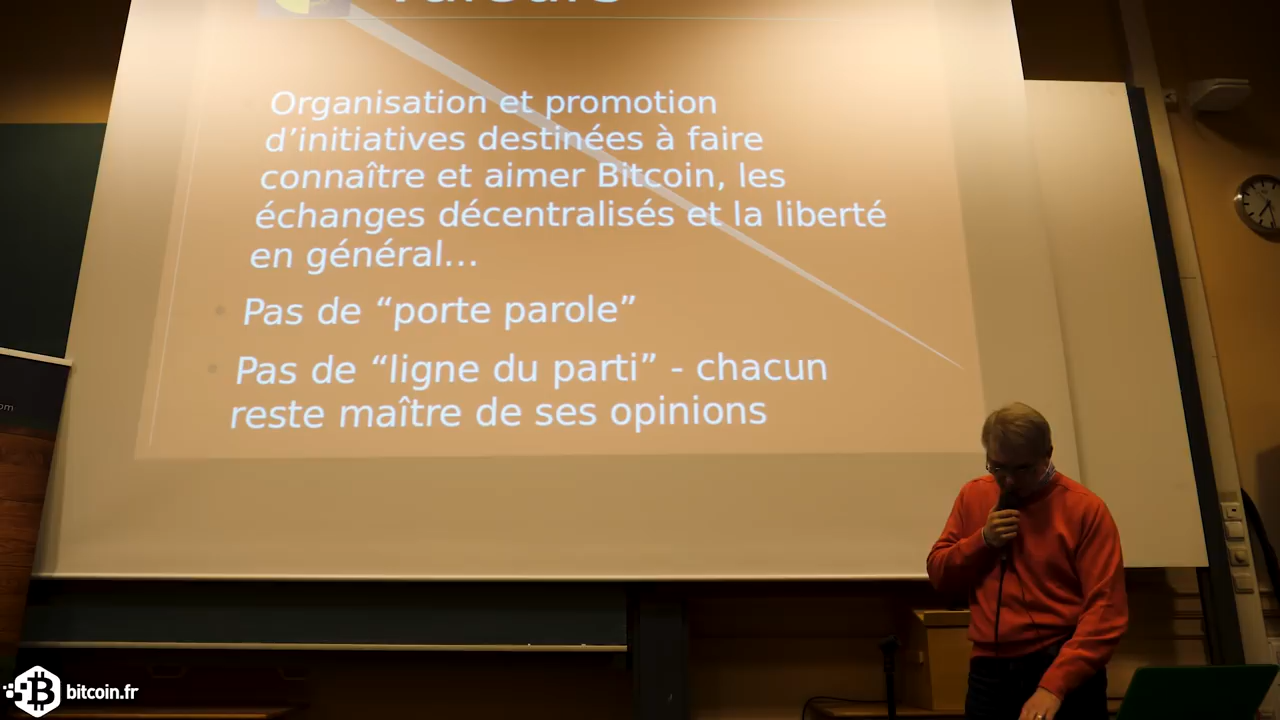 Organisation et promotion
d’initiatives destinées à faire
connaître et aimer Bitcoin, les
échanges décentralisés et la liberté
en général...
Pas de “porte parole”
Pas de “ligne du parti” - chacun
reste maître de ses opinions
om
bitcoin.fr